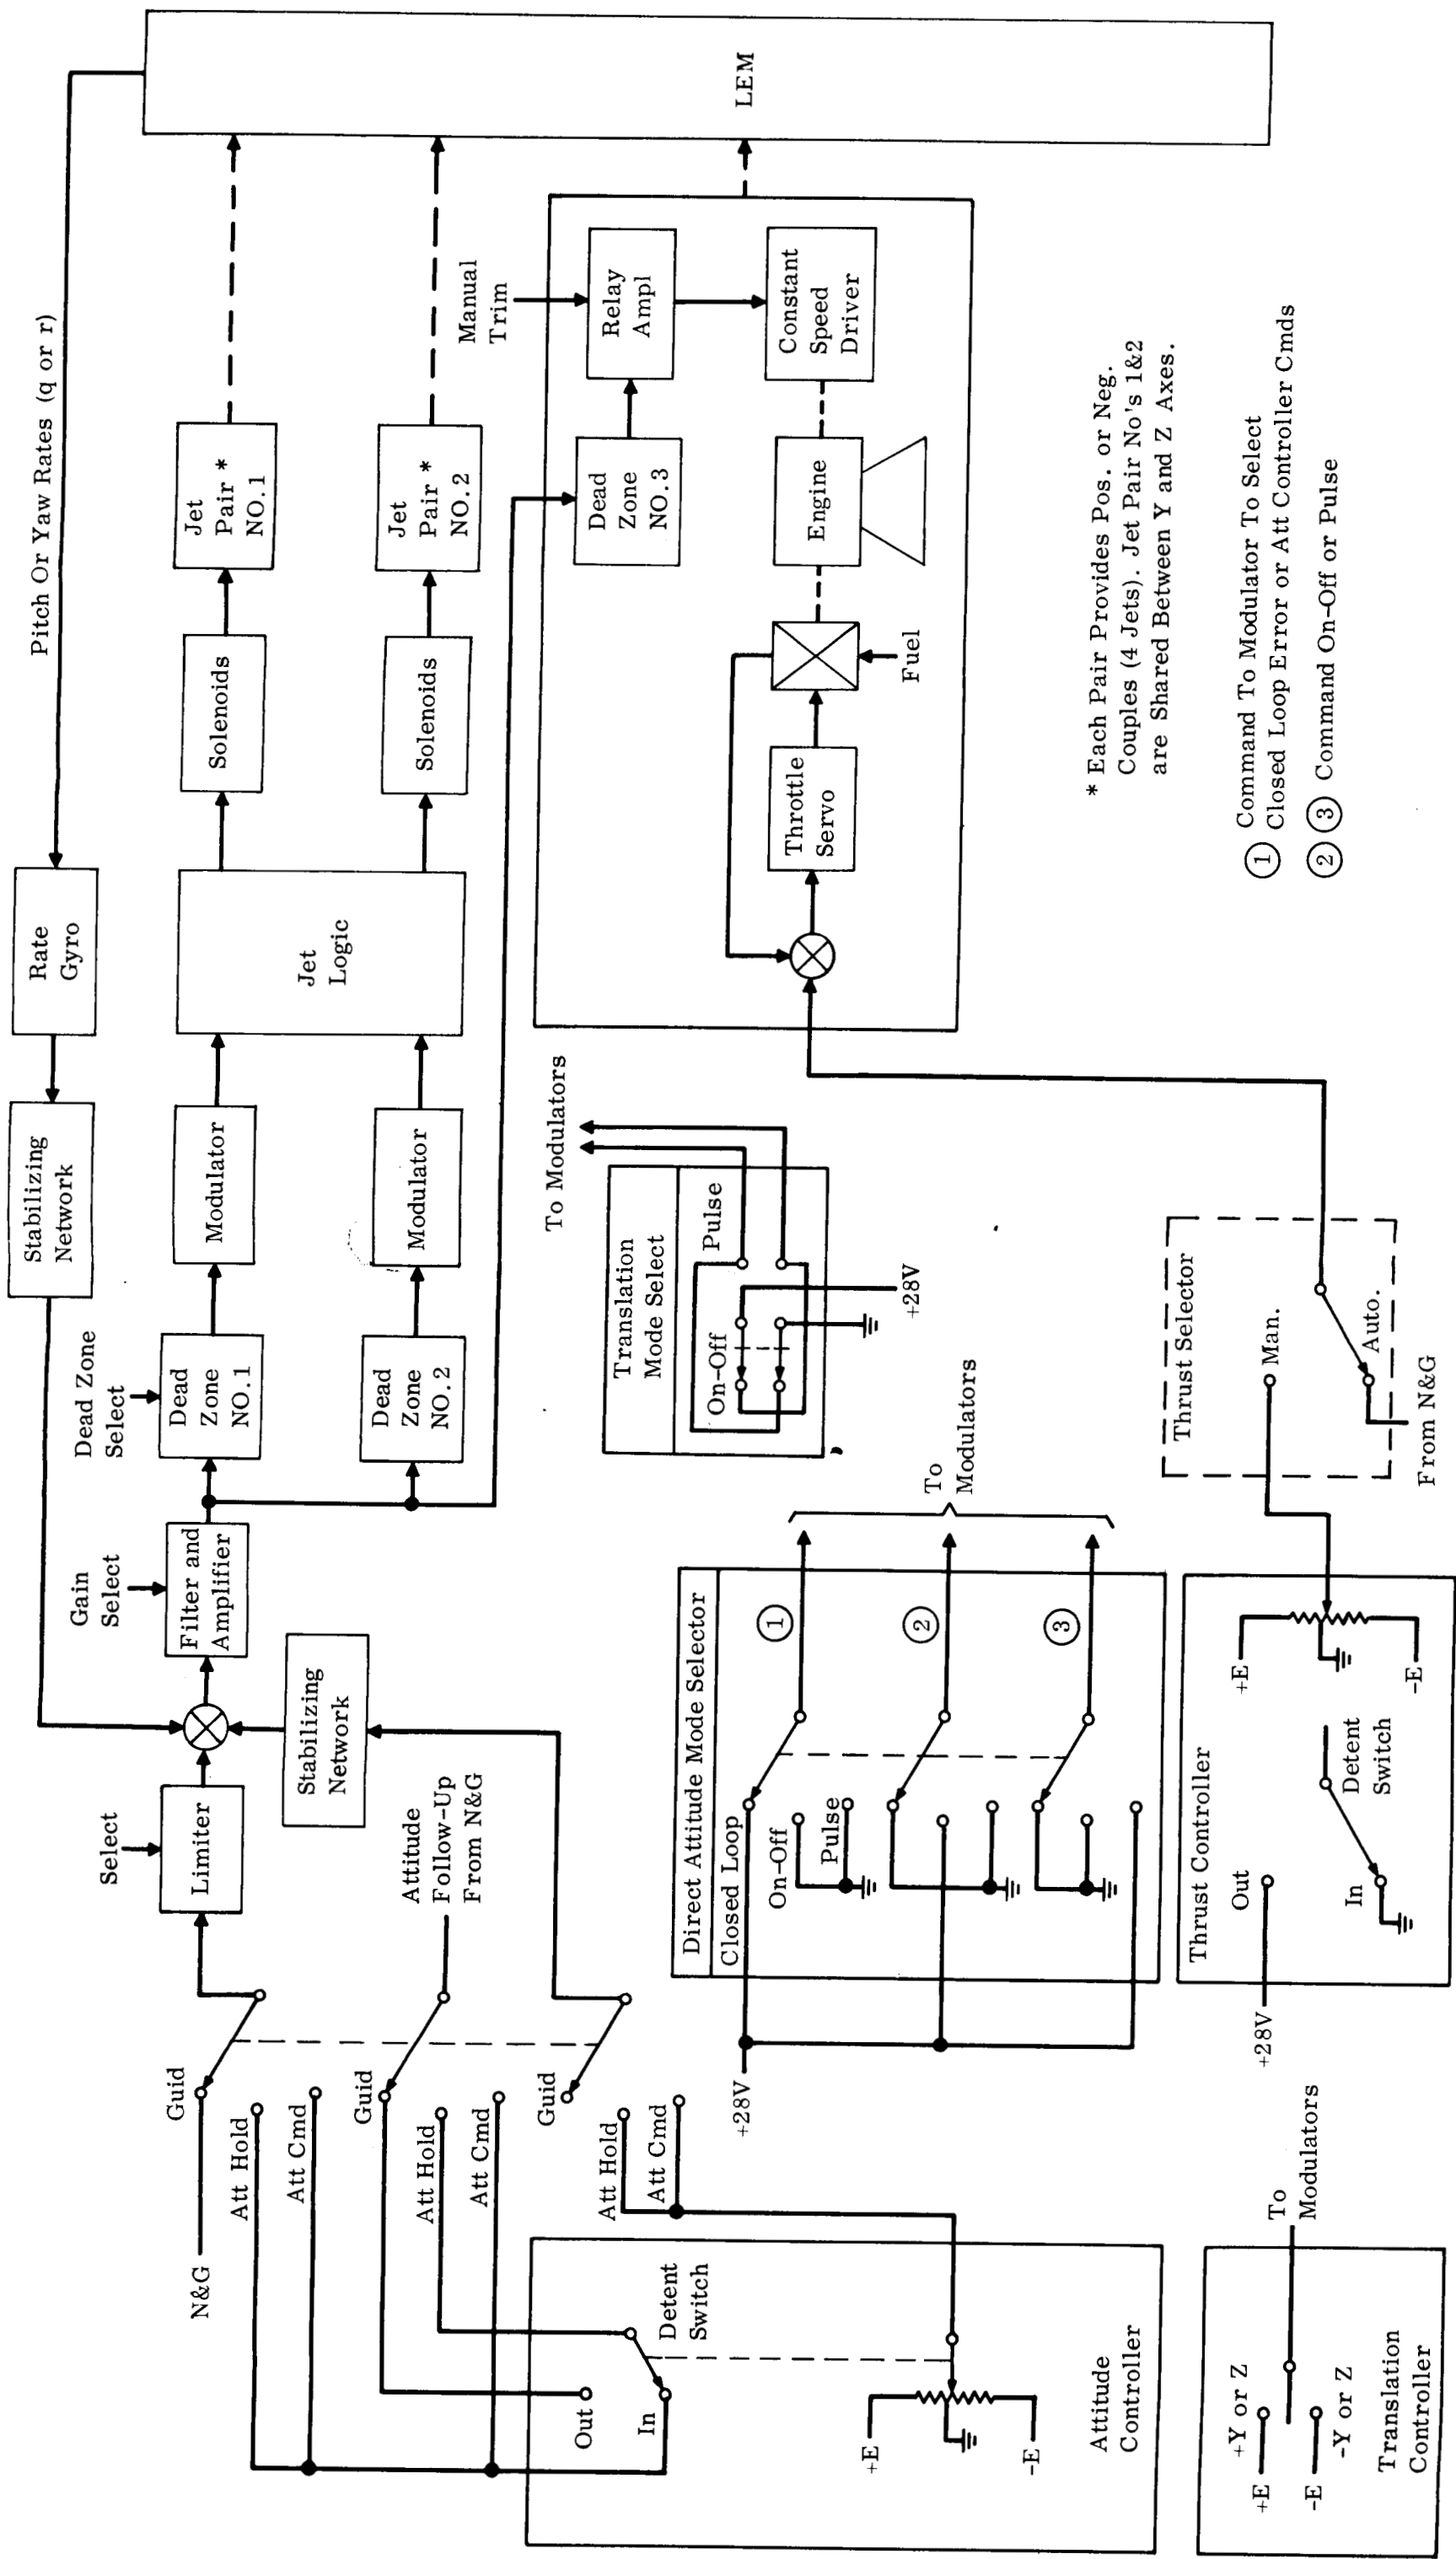 Pitch Or Yaw Rates (q or r)
Rate
Gyro
Stabilizing
Network
LEM
Jet
Pair *
NO.1
Solenoids
Jet
Logic
Modulator
Dead Zone
Select
Dead
Zone
NO.1
Gain
Select
Filter and
Amplifier
Select
Limiter
Guid
N&G
Att Hold
Att Cmd
Jet
Pair *
NO.2
Solenoids
Modulator
Dead
Zone
NO.2
Stabilizing
Network
Attitude
Follow-Up
From N&G
Guid
Att Hold
Att Cmd
Guid
Att Hold
Att Cmd
Manual
Trim
Relay
Ampl
Dead
Zone
NO.3
Constant
Speed
Driver
Engine
Fuel
Throttle
Servo
To Modulators
Translation
Mode Select
On-Off
Pulse
+28V
Direct Attitude Mode Selector
Closed Loop
On-Off
Pulse
1
2
3
To
Modulators
+28V
Detent
Switch
Out
In
+E
-E
Attitude
Controller
Thrust Selector
Man.
Auto.
From N&G
Thrust Controller
Out
In
Detent
Switch
+E
-E
+28V
To
Modulators
+Y or Z
+E
-E
-Y or Z
Translation
Controller
* Each Pair Provides Pos. or Neg.
Couples (4 Jets). Jet Pair No's 1&2
are Shared Between Y and Z Axes.
1 Command To Modulator To Select
Closed Loop Error or Att Controller Cmds
2 3 Command On-Off or Pulse